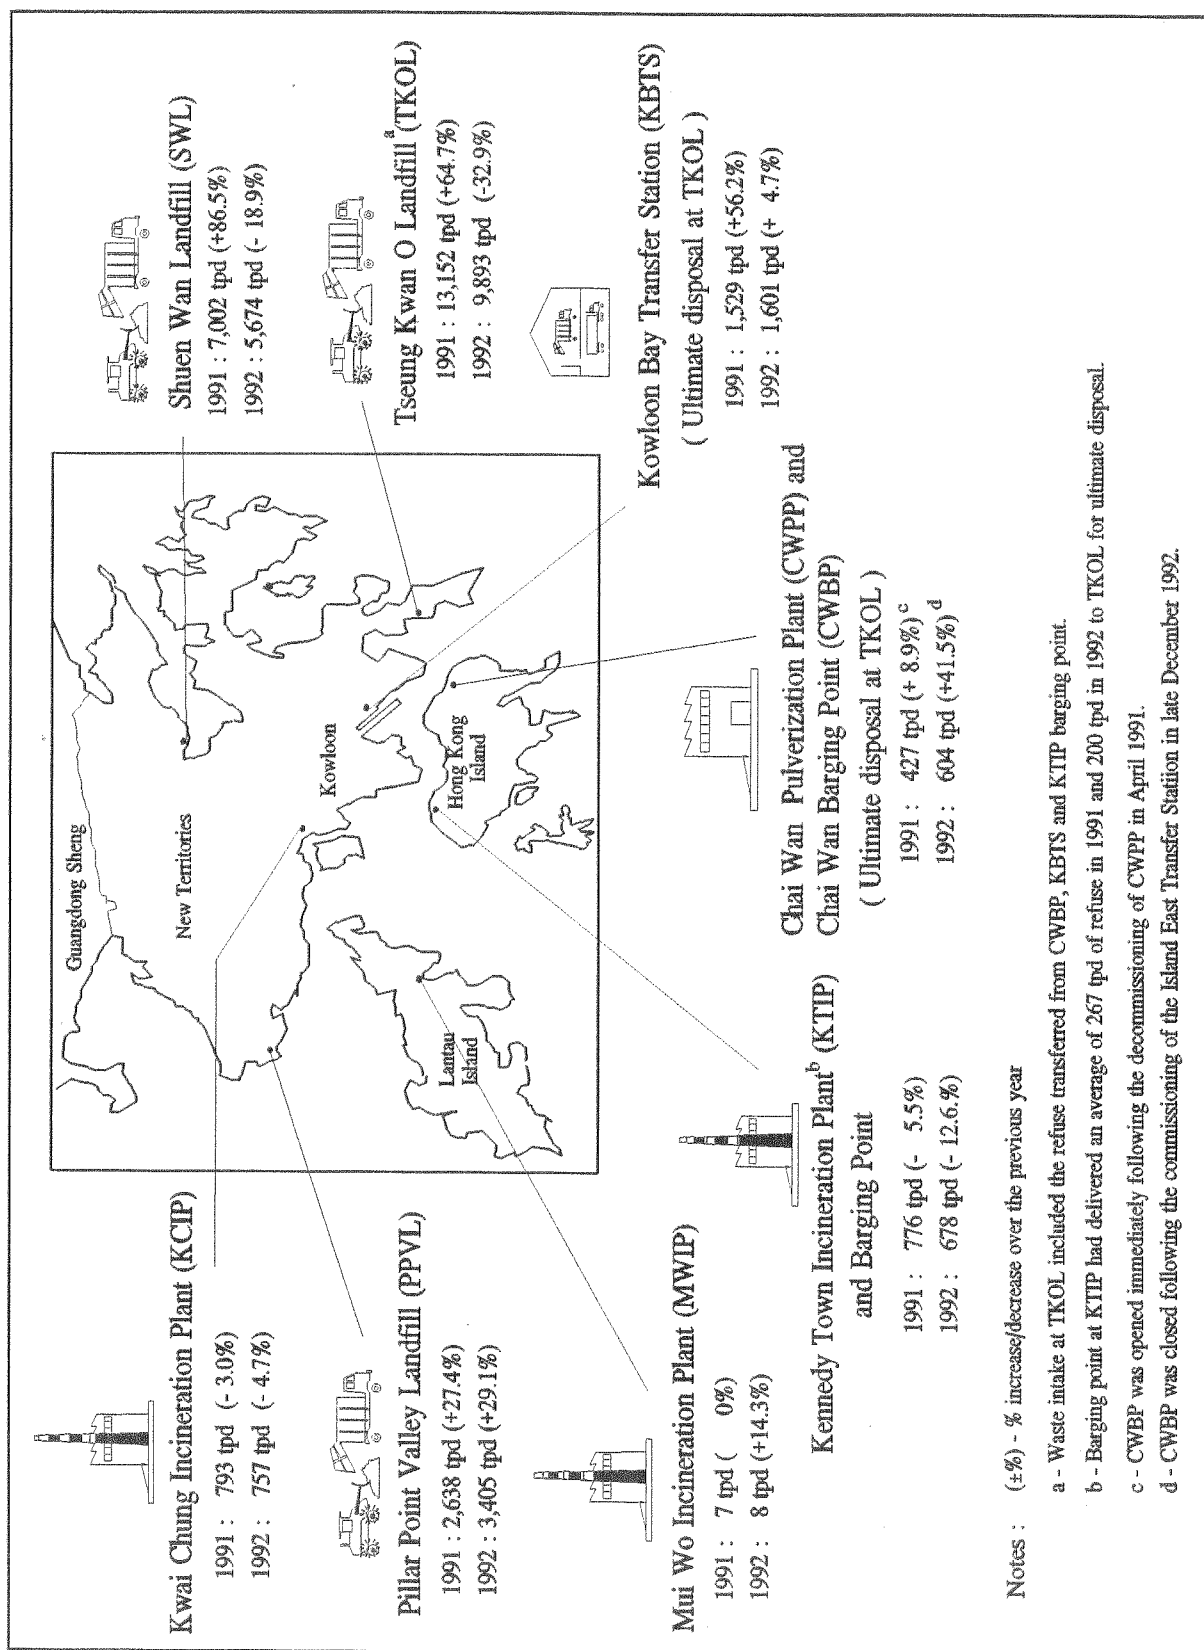 Kwai Chung Incineration Plant (KCIP)
1991 : 793 tpd (- 3.0%)
1992 : 757 tpd (- 4.7%)
Pillar Point Valley Landfill (PPVL)
1991 : 2,638 tpd (+27.4%)
1992 : 3,405 tpd (+29.1%)
Mui Wo Incineration Plant (MWIP)
1991 : 7 tpd ( 0%)
1992 : 8 tpd (+14.3%)
Guangdong Sheng
New Territories
Kowloon
Hong Kong
Island
Lantau
Island
Shuen Wan Landfill (SWL)
1991 : 7,002 tpd (+86.5%)
1992 : 5,674 tpd (- 18.9%)
Tseung Kwan O Landfill a (TKOL)
1991 : 13,152 tpd (+64.7%)
1992 : 9,893 tpd (-32.9%)
Kowloon Bay Transfer Station (KBTS)
( Ultimate disposal at TKOL )
1991 : 1,529 tpd (+56.2%)
1992 : 1,601 tpd (+ 4.7%)
Kennedy Town Incineration Plant b (KTIP)
and Barging Point
1991 : 776 tpd (- 5.5%)
1992 : 678 tpd (- 12.6.%)
Chai Wan Pulverization Plant (CWPP) and
Chai Wan Barging Point (CWBP)
( Ultimate disposal at TKOL )
1991 : 427 tpd (+ 8.9%) c
1992 : 604 tpd (+41.5%) d
Notes : (±%) - % increase/decrease over the previous year
a - Waste intake at TKOL included the refuse transferred from CWBP, KBTS and KTIP barging point.
b - Barging point at KTIP had delivered an average of 267 tpd of refuse in 1991 and 200 tpd in 1992 to TKOL for ultimate disposal.
c - CWBP was opened immediately following the decommissioning of CWPP in April 1991.
d - CWBP was closed following the commissioning of the Island East Transfer Station in late December 1992.